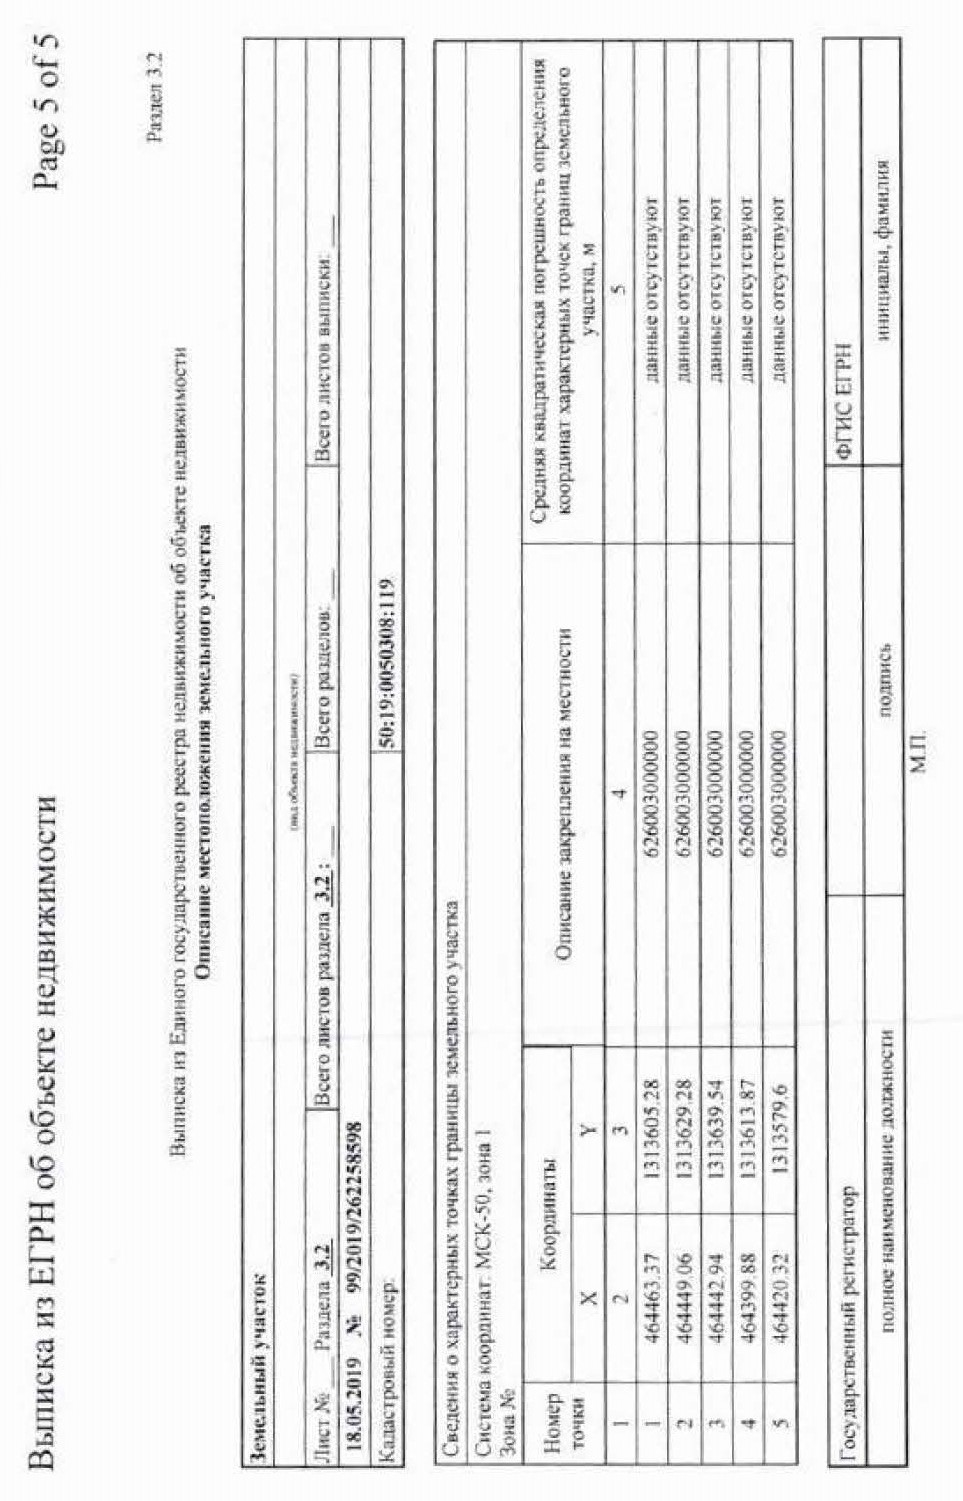 Выписка из ЕГРН об объекте недвижимости Page 5 of 5
Раздел 3.2
Выписка из Единого государственного реестра недвижимости об объекте недвижимости
Описание местоположения земельного участка
Земельный участок
(вид объекта недвижимости)
Лист № ___ Раздела 3.2 Всего листов раздела 3.2 : ___ Всего разделов: ___ Всего листов выписки: ___
18.05.2019 № 99/2019/262258598
Кадастровый номер: 50:19:0050308:119
Сведения о характерных точках границы земельного участка
Система координат: МСК-50, зона 1
Зона №
Номер точки Координаты Описание закрепления на местности Средняя квадратическая погрешность определения координат характерных точек границ земельного участка, м
X Y
1 2 3 4 5
1 464463.37 1313605.28 626003000000 данные отсутствуют
2 464449.06 1313629.28 626003000000 данные отсутствуют
3 464442.94 1313639.54 626003000000 данные отсутствуют
4 464399.88 1313613.87 626003000000 данные отсутствуют
5 464420.32 1313579.6 626003000000 данные отсутствуют
Государственный регистратор ФГИС ЕГРН
полное наименование должности подпись инициалы, фамилия
М.П.